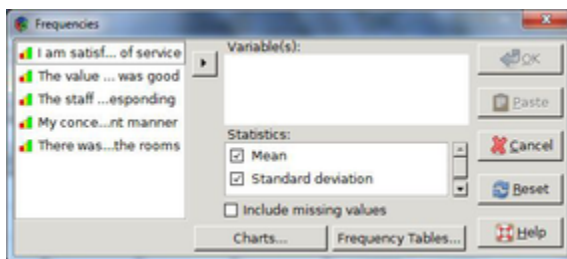 Frequencies
I am satisf... of service
The value ... was good
The staff ...esponding
My conce...nt manner
There was...the rooms
Variable(s):
Statistics:
Mean
Standard deviation
Include missing values
Charts...
Frequency Tables...
OK
Paste
Cancel
Reset
Help